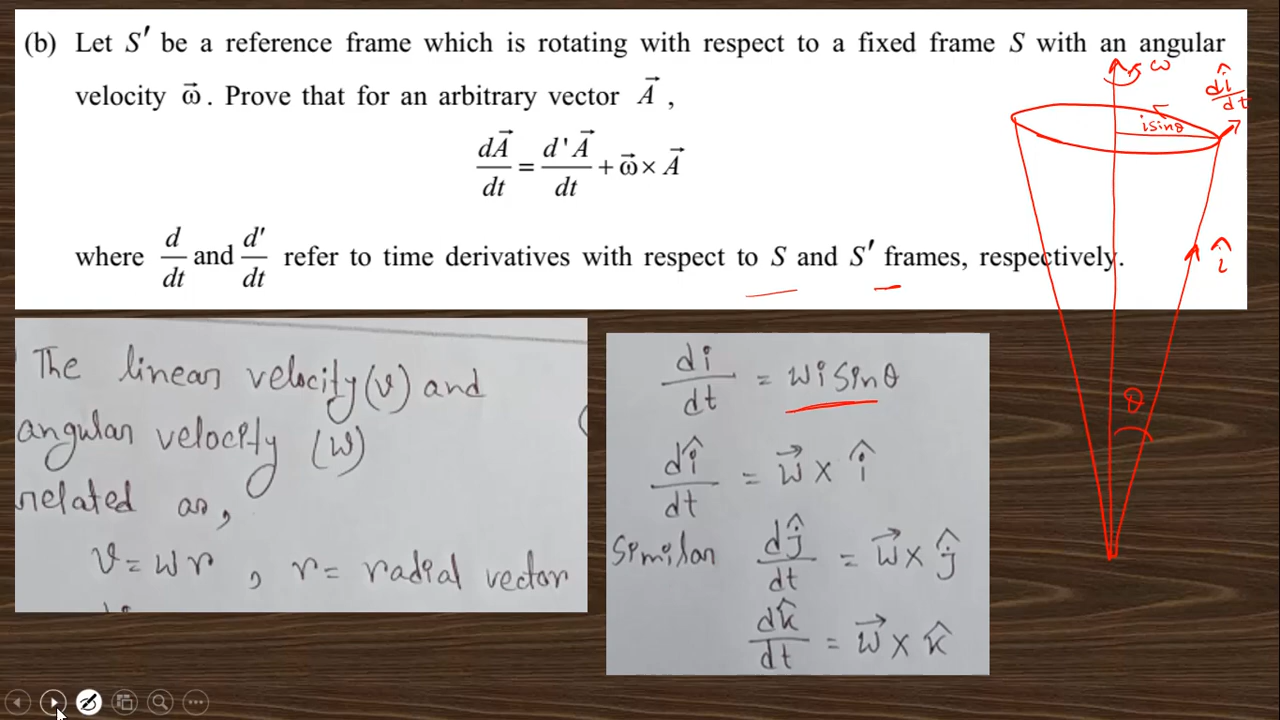 (b) Let S′ be a reference frame which is rotating with respect to a fixed frame S with an angular
velocity ω⃗. Prove that for an arbitrary vector A⃗,
dA⃗/dt = d'A⃗/dt + ω⃗ × A⃗
where d/dt and d′/dt refer to time derivatives with respect to S and S′ frames, respectively.
ω
dî/dt
isinθ
î
θ
The linear velocity (v) and
angular velocity (w)
related as,
v = wr, r = radial vector
di/dt = wi sinθ
dî/dt = w⃗ x î
Similar dĵ/dt = w⃗ x ĵ
dk̂/dt = w⃗ x k̂